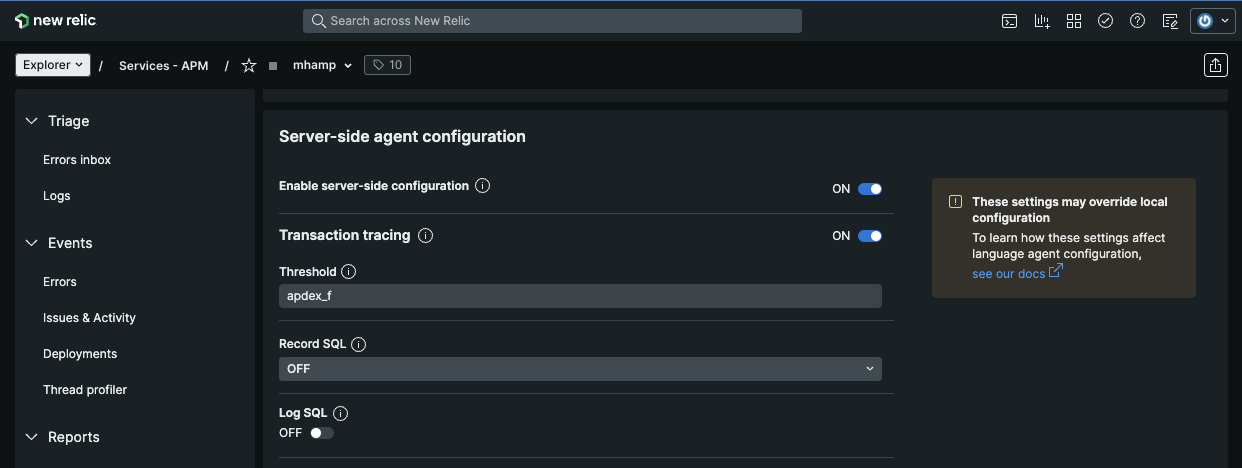 new relic
Search across New Relic
Explorer / Services - APM / mhamp 10
Triage
Errors inbox
Logs
Events
Errors
Issues & Activity
Deployments
Thread profiler
Reports
Server-side agent configuration
Enable server-side configuration
ON
Transaction tracing
ON
Threshold
apdex_f
Record SQL
OFF
Log SQL
OFF
These settings may override local
configuration
To learn how these settings affect
language agent configuration,
see our docs